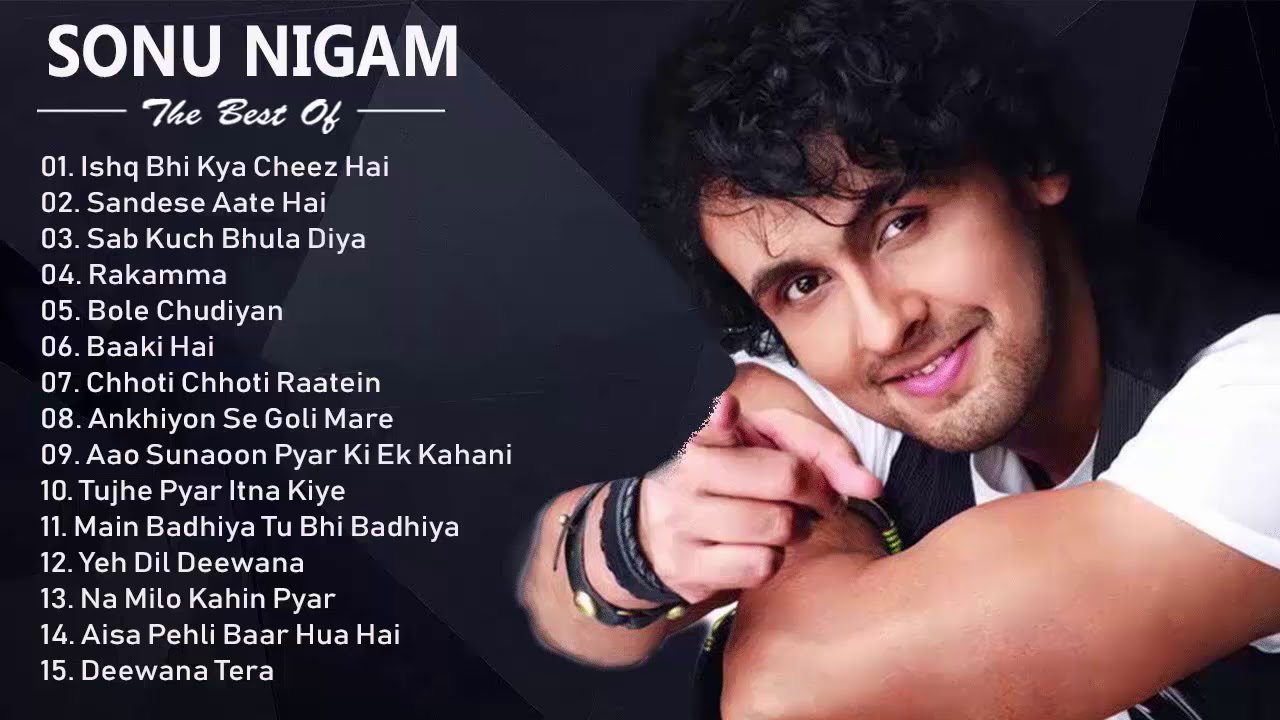 SONU NIGAM
The Best Of
01. Ishq Bhi Kya Cheez Hai
02. Sandese Aate Hai
03. Sab Kuch Bhula Diya
04. Rakamma
05. Bole Chudiyan
06. Baaki Hai
07. Chhoti Chhoti Raatein
08. Ankhiyon Se Goli Mare
09. Aao Sunaoon Pyar Ki Ek Kahani
10. Tujhe Pyar Itna Kiye
11. Main Badhiya Tu Bhi Badhiya
12. Yeh Dil Deewana
13. Na Milo Kahin Pyar
14. Aisa Pehli Baar Hua Hai
15. Deewana Tera